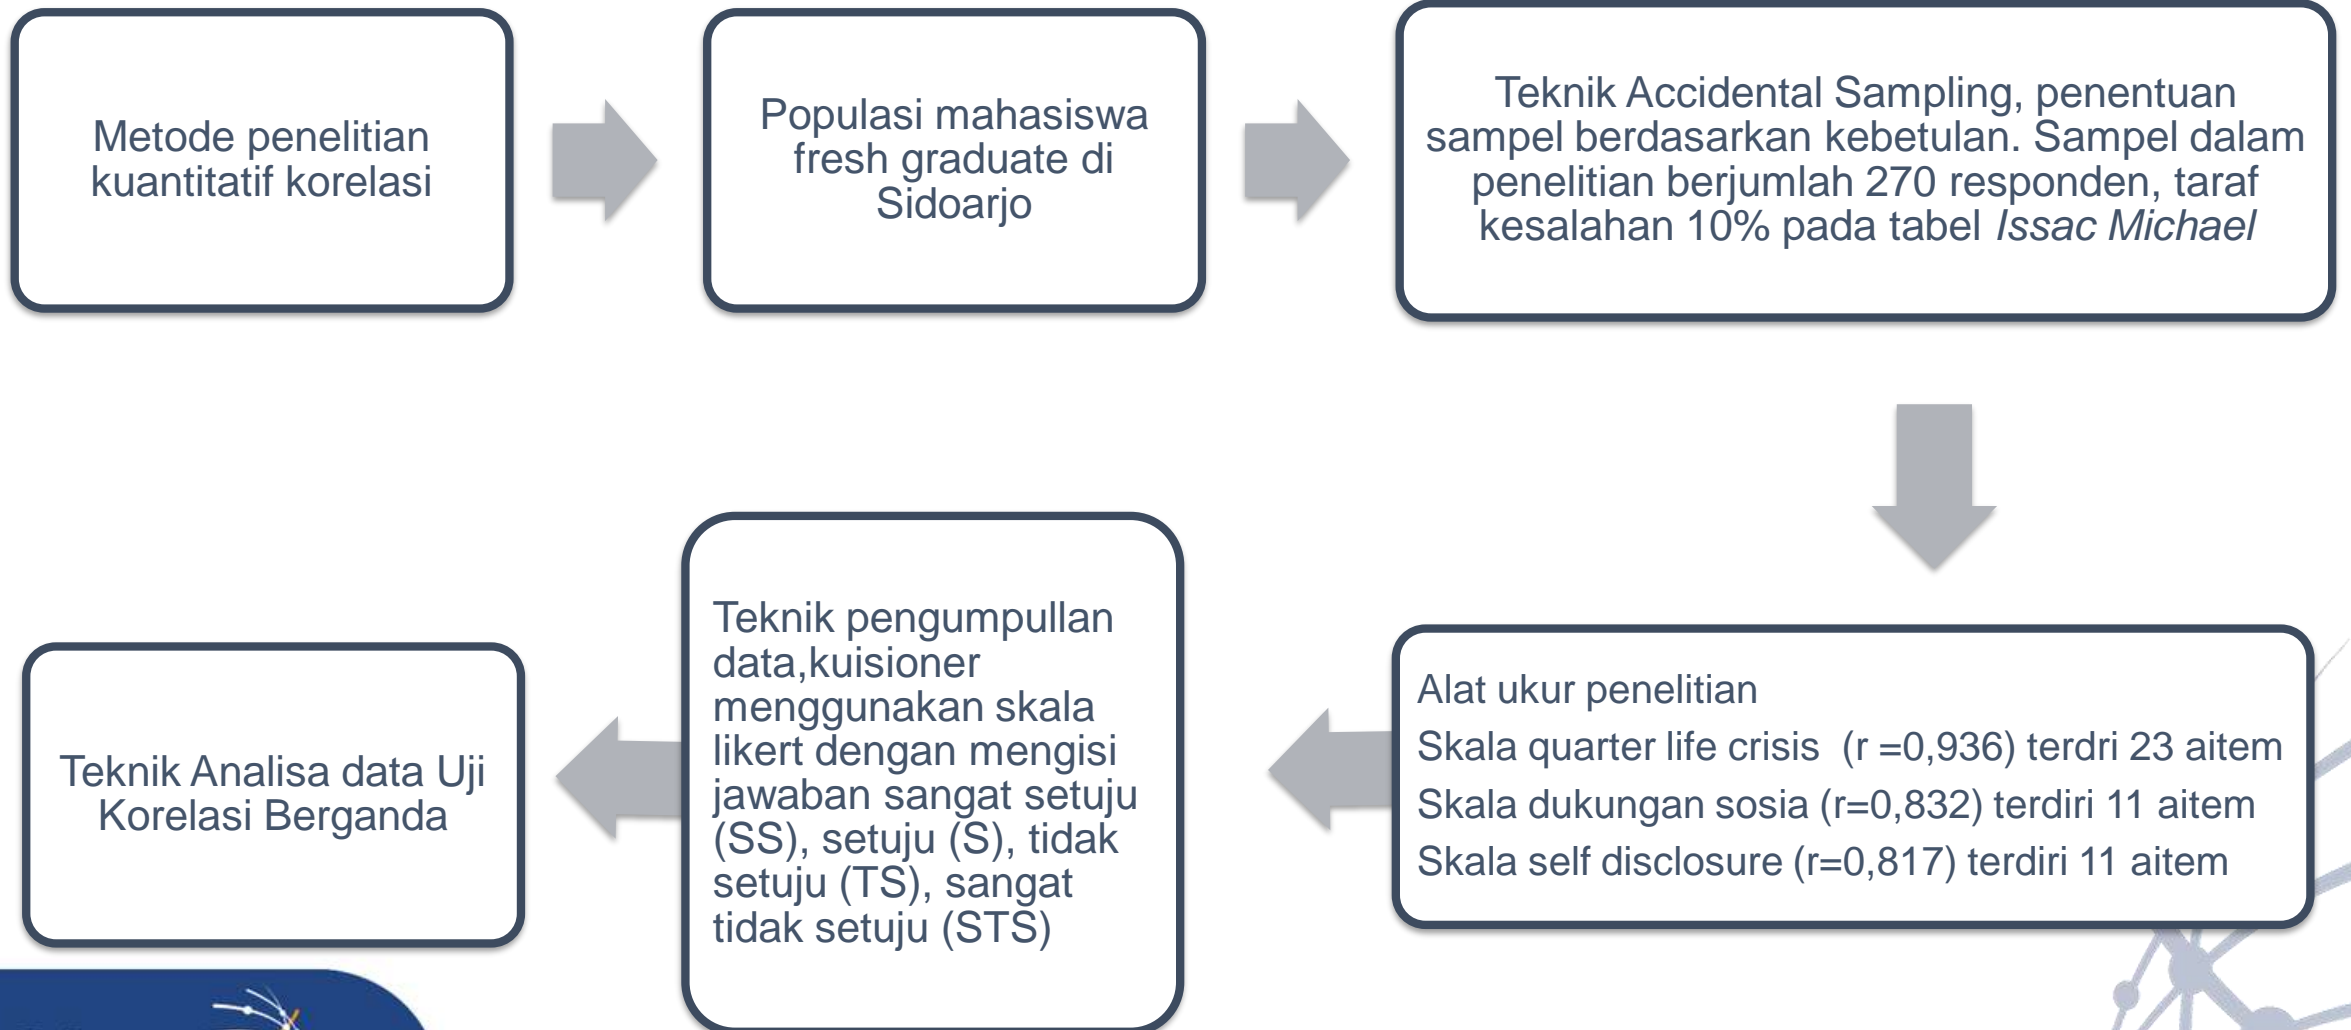 Metode penelitian
kuantitatif korelasi
Populasi mahasiswa
fresh graduate di
Sidoarjo
Teknik Accidental Sampling, penentuan
sampel berdasarkan kebetulan. Sampel dalam
penelitian berjumlah 270 responden, taraf
kesalahan 10% pada tabel Issac Michael
Alat ukur penelitian
Skala quarter life crisis (r =0,936) terdri 23 aitem
Skala dukungan sosia (r=0,832) terdiri 11 aitem
Skala self disclosure (r=0,817) terdiri 11 aitem
Teknik pengumpullan
data,kuisioner
menggunakan skala
likert dengan mengisi
jawaban sangat setuju
(SS), setuju (S), tidak
setuju (TS), sangat
tidak setuju (STS)
Teknik Analisa data Uji
Korelasi Berganda